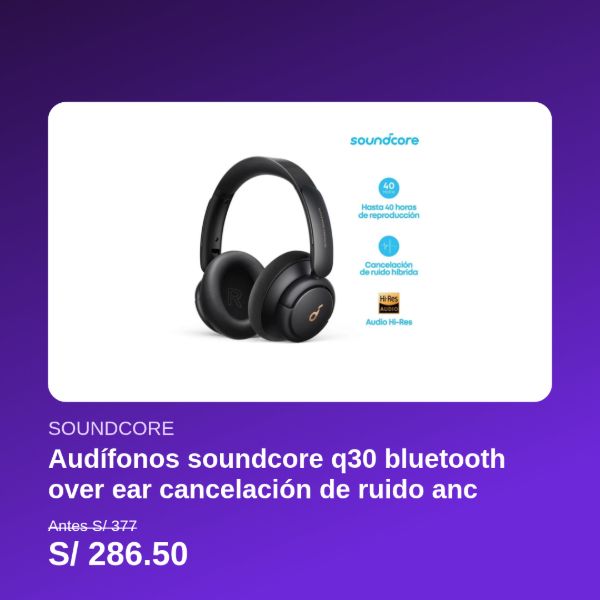 soundcore
40
Hasta 40 horas
de reproducción
Cancelación
de ruido híbrida
Hi-Res
AUDIO
Audio Hi-Res
R
SOUNDCORE
Audífonos soundcore q30 bluetooth
over ear cancelación de ruido anc
Antes S/ 377
S/ 286.50